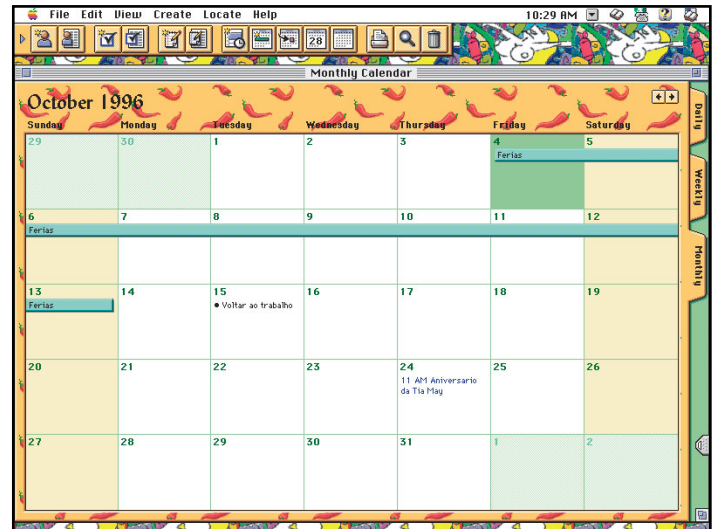 File Edit View Create Locate Help 10:29 AM
28
Monthly Calendar
October 1996
Sunday Monday Tuesday Wednesday Thursday Friday Saturday
29 30 1 2 3 4 5
Ferias
6 7 8 9 10 11 12
Ferias
13 14 15 16 17 18 19
Ferias
• Voltar ao trabalho
20 21 22 23 24 25 26
11 AM Aniversario
da Tia May
27 28 29 30 31 1 2
Daily
Weekly
Monthly